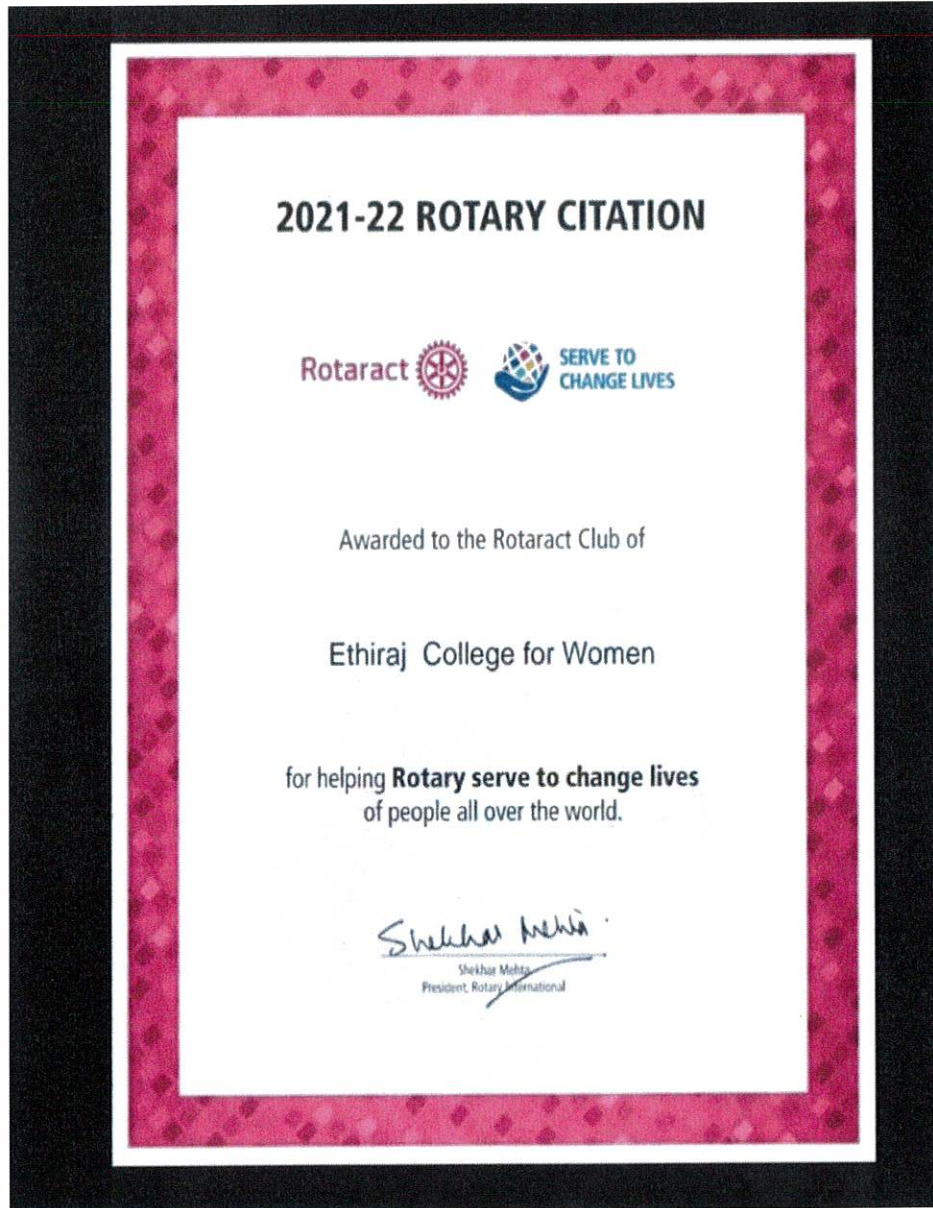 2021-22 ROTARY CITATION
Rotaract
SERVE TO
CHANGE LIVES
Awarded to the Rotaract Club of
Ethiraj College for Women
for helping Rotary serve to change lives
of people all over the world.
Shekhar Mehta
Shekhar Mehta
President, Rotary International